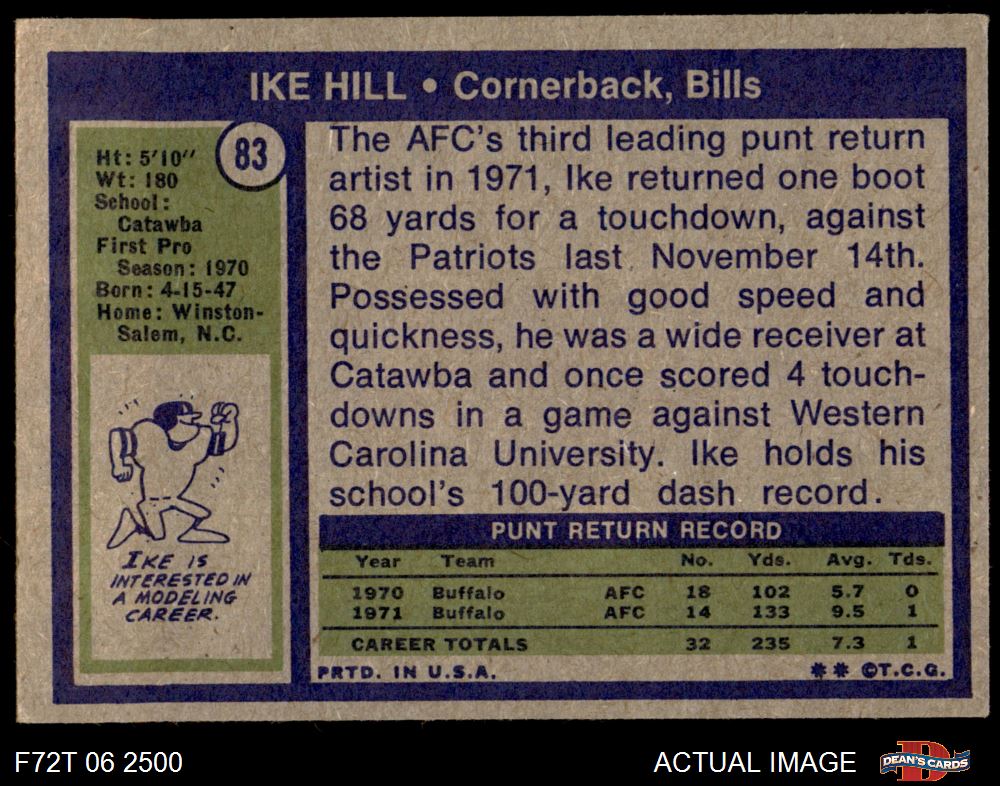 IKE HILL • Cornerback, Bills
83
Ht: 5'10''
Wt: 180
School:
Catawba
First Pro
Season: 1970
Born: 4-15-47
Home: Winston-
Salem, N.C.
IKE IS
INTERESTED IN
A MODELING
CAREER.
The AFC's third leading punt return
artist in 1971, Ike returned one boot
68 yards for a touchdown, against
the Patriots last November 14th.
Possessed with good speed and
quickness, he was a wide receiver at
Catawba and once scored 4 touch-
downs in a game against Western
Carolina University. Ike holds his
school's 100-yard dash record.
PUNT RETURN RECORD
Year Team No. Yds. Avg. Tds.
1970 Buffalo AFC 18 102 5.7 0
1971 Buffalo AFC 14 133 9.5 1
CAREER TOTALS 32 235 7.3 1
PRTD. IN U.S.A. ** ©T.C.G.
F72T 06 2500 ACTUAL IMAGE D DEAN'S CARDS